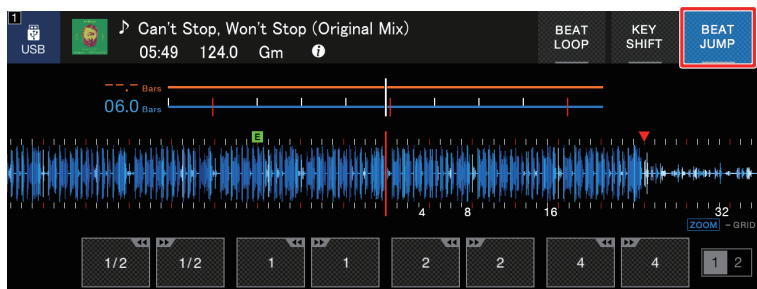 1
USB
♪ Can't Stop, Won't Stop (Original Mix)
05:49 124.0 Gm i
BEAT LOOP
KEY SHIFT
BEAT JUMP
--.- Bars
06.0 Bars
E
4 8 16 32
ZOOM - GRID
1/2 1/2 1 1 2 2 4 4 1 2